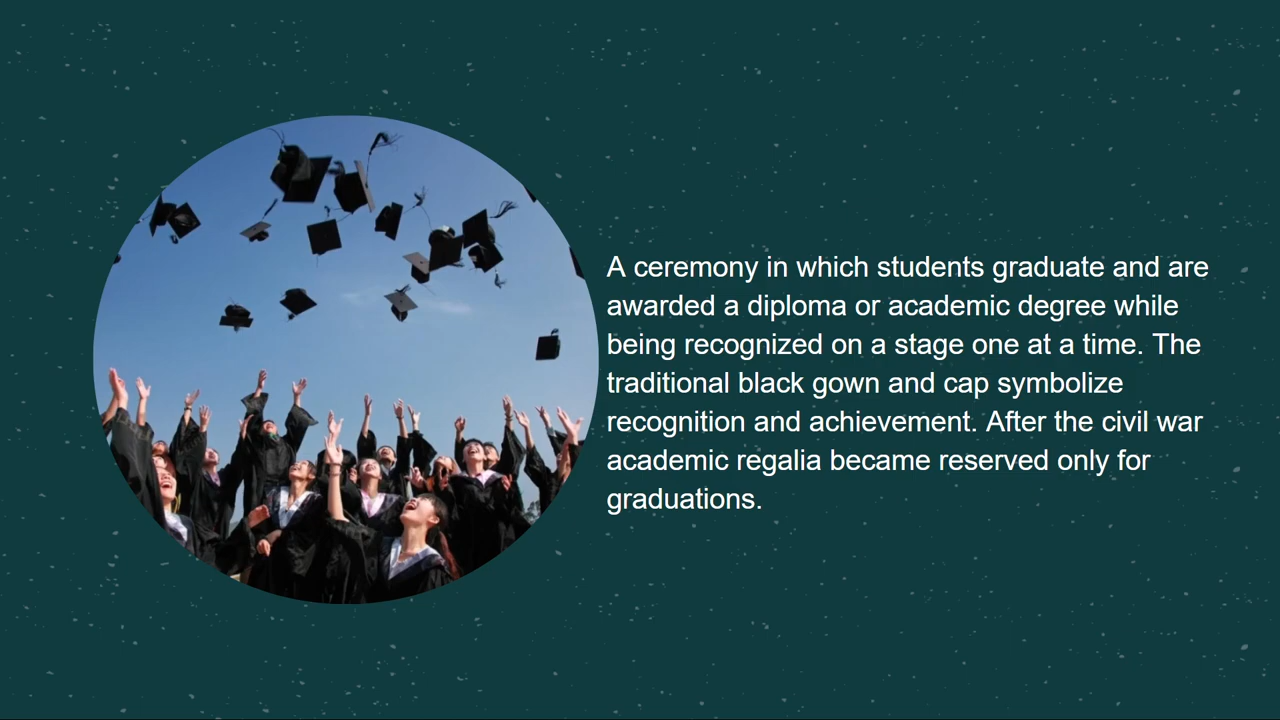 A ceremony in which students graduate and are
awarded a diploma or academic degree while
being recognized on a stage one at a time. The
traditional black gown and cap symbolize
recognition and achievement. After the civil war
academic regalia became reserved only for
graduations.